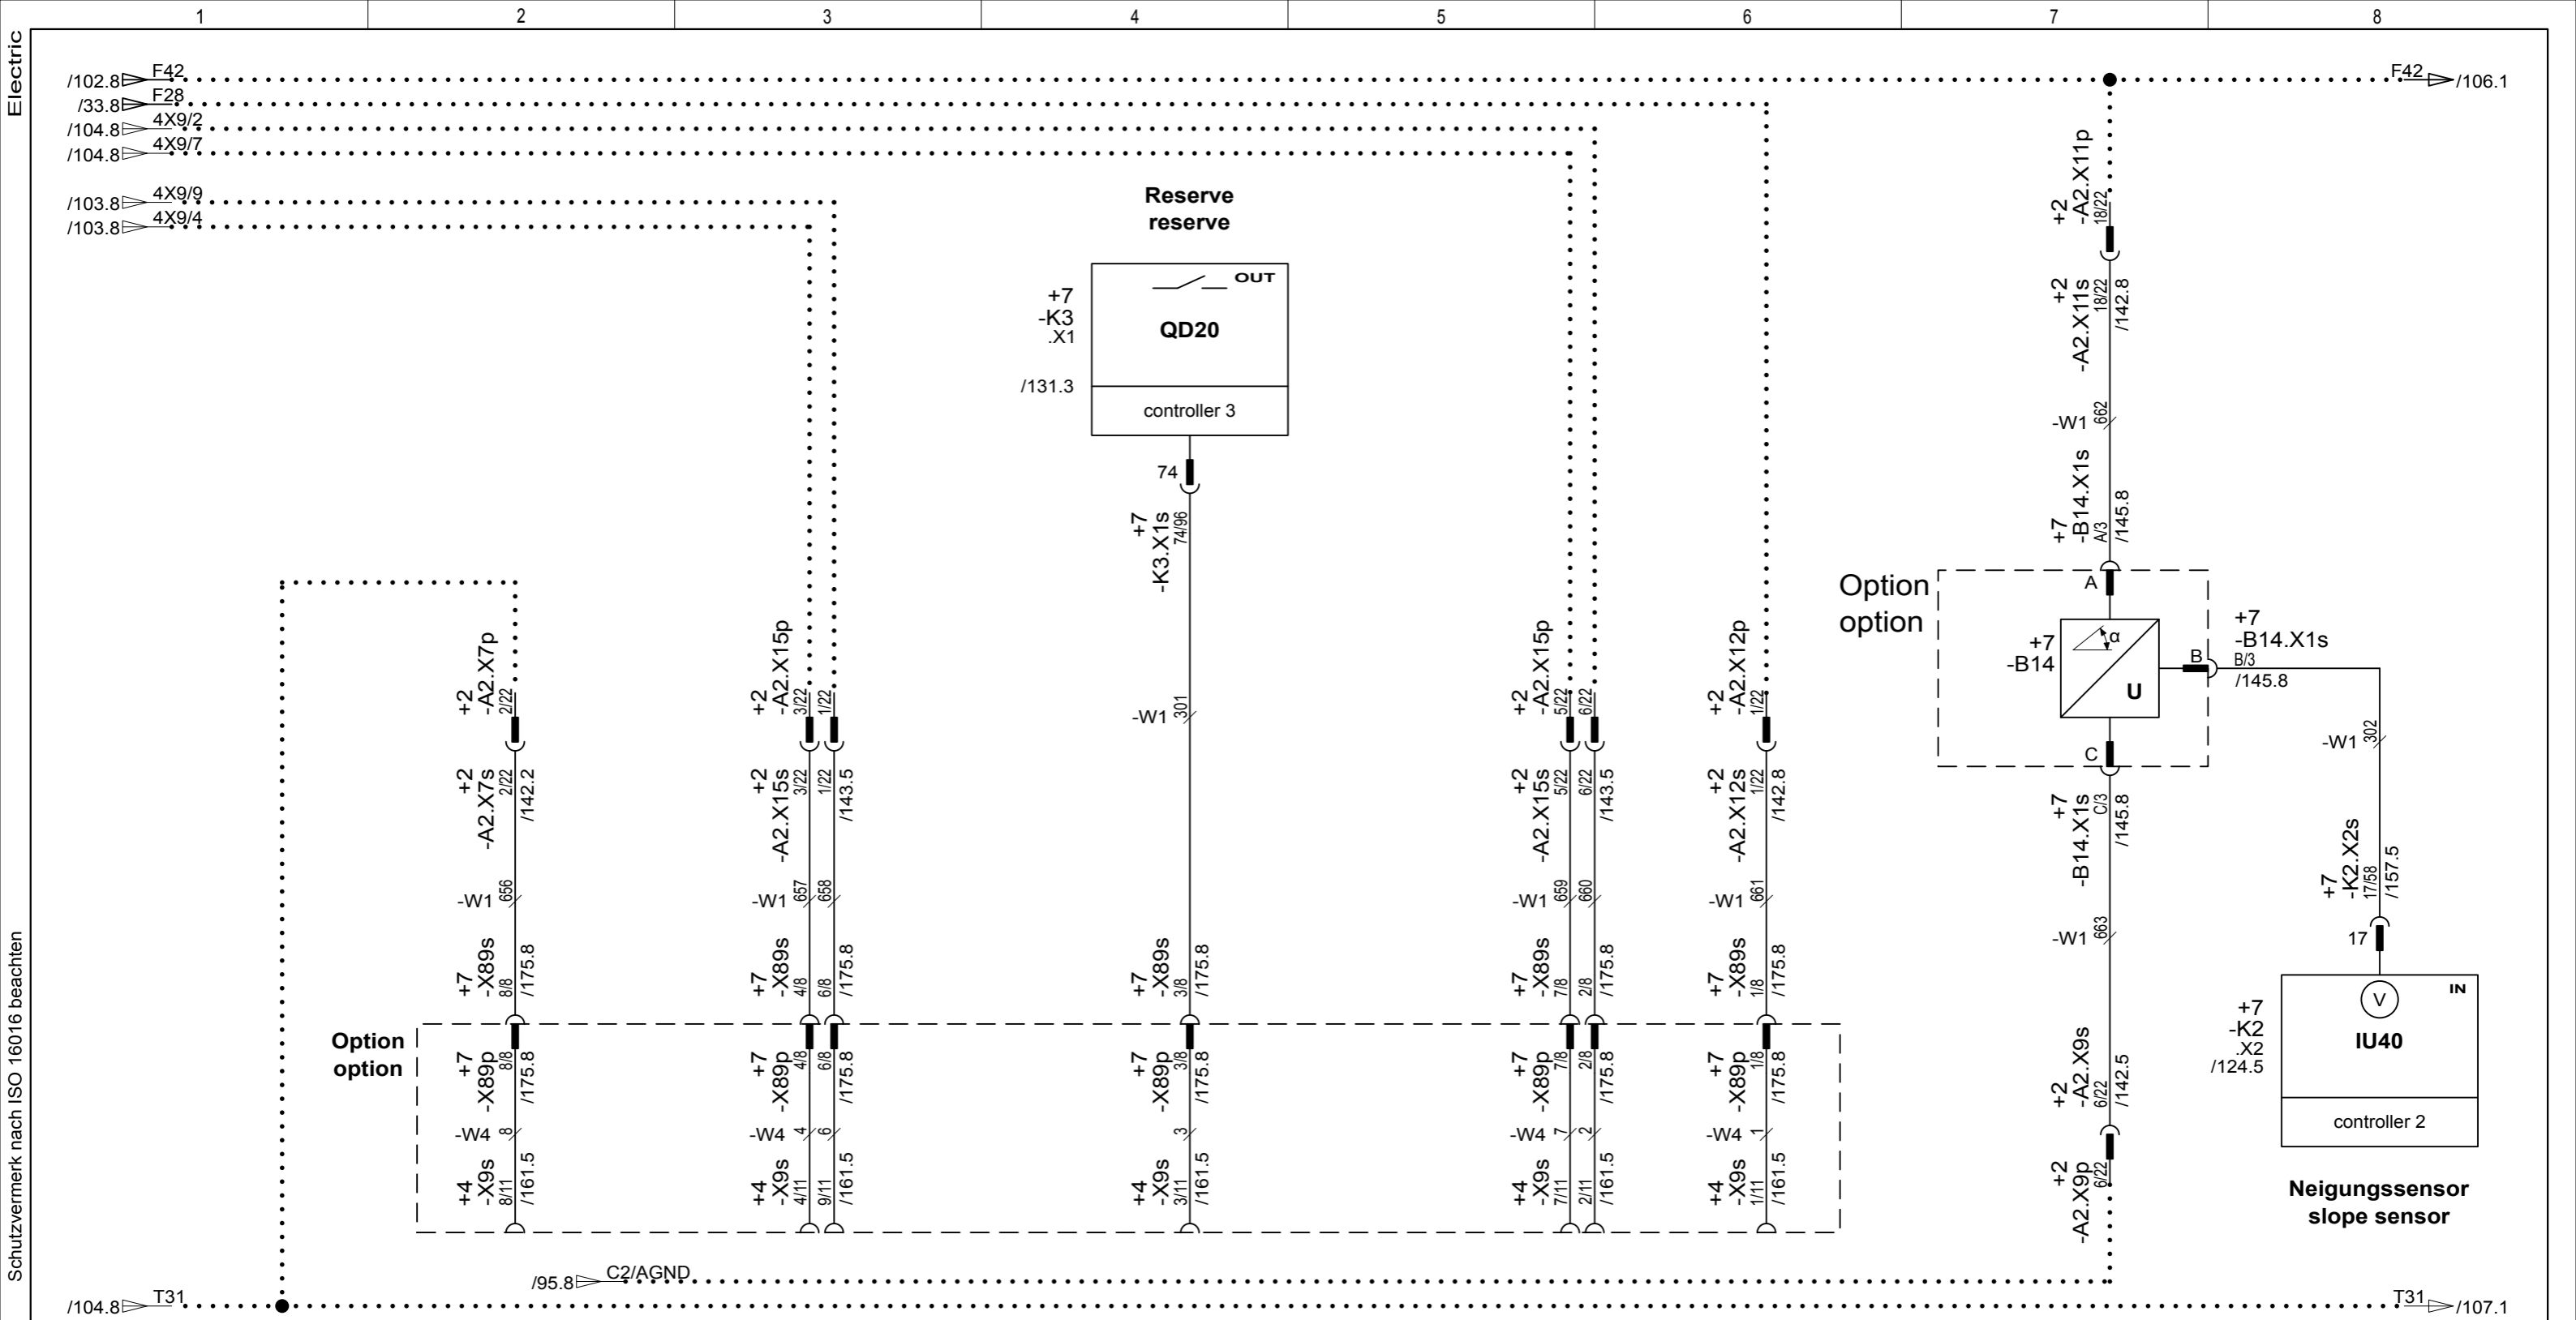 1 2 3 4 5 6 7 8
Electric
Schutzvermerk nach ISO 16016 beachten
/102.8 F42
/33.8 F28
/104.8 4X9/2
/104.8 4X9/7
/103.8 4X9/9
/103.8 4X9/4
F42 /106.1
Reserve
reserve
OUT
QD20
+7
-K3
.X1
/131.3
controller 3
74
+7
-K3.X1s
74/96
-W1 301
+7
-X89s
3/8
/175.8
+2
-A2.X7p
2/22
+2
-A2.X7s
2/22
/142.2
-W1 656
+7
-X89s
8/8
/175.8
+2
-A2.X15p
3/22 1/22
+2
-A2.X15s
3/22 1/22
/143.5
-W1 657 658
+7
-X89s
4/8 6/8
/175.8
+2
-A2.X15p
5/22 6/22
+2
-A2.X15s
5/22 6/22
/143.5
-W1 659 660
+7
-X89s
7/8 2/8
/175.8
+2
-A2.X12p
1/22
+2
-A2.X12s
1/22
/142.8
-W1 661
+7
-X89s
1/8
/175.8
Option
option
+7
-X89p
8/8
/175.8
-W4 8
+4
-X9s
8/11
/161.5
+7
-X89p
4/8 6/8
/175.8
-W4 4 6
+4
-X9s
4/11 9/11
/161.5
+7
-X89p
3/8
/175.8
3
+4
-X9s
3/11
/161.5
+7
-X89p
7/8 2/8
/175.8
-W4 7 2
+4
-X9s
7/11 2/11
/161.5
+7
-X89p
1/8
/175.8
-W4 1
+4
-X9s
1/11
/161.5
+2
-A2.X11p
18/22
+2
-A2.X11s
18/22
/142.8
-W1 662
+7
-B14.X1s
A/3
/145.8
Option
option
A
+7
-B14
α
U
B
C
+7
-B14.X1s
B/3
/145.8
-W1 302
+7
-K2.X2s
17/58
/157.5
17
V
IN
IU40
+7
-K2
.X2
/124.5
controller 2
Neigungssensor
slope sensor
+7
-B14.X1s
C/3
/145.8
-W1 663
+2
-A2.X9s
6/22
/142.5
+2
-A2.X9p
6/22
/95.8 C2/AGND
/104.8 T31
T31 /107.1